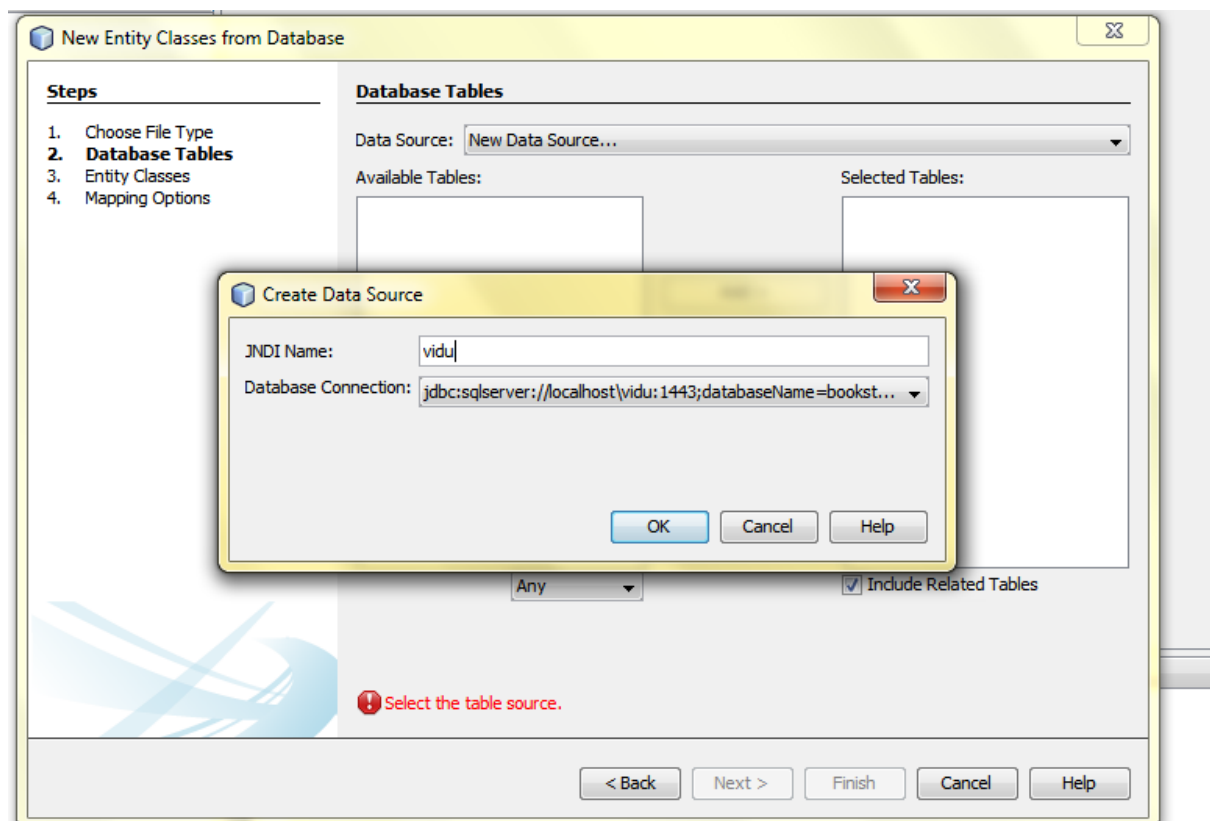 New Entity Classes from Database
Steps
1. Choose File Type
2. Database Tables
3. Entity Classes
4. Mapping Options
Database Tables
Data Source: New Data Source...
Available Tables: Selected Tables:
Create Data Source
JNDI Name: vidu
Database Connection: jdbc:sqlserver://localhost\vidu:1443;databaseName=bookst...
OK Cancel Help
Any Include Related Tables
Select the table source.
< Back Next > Finish Cancel Help